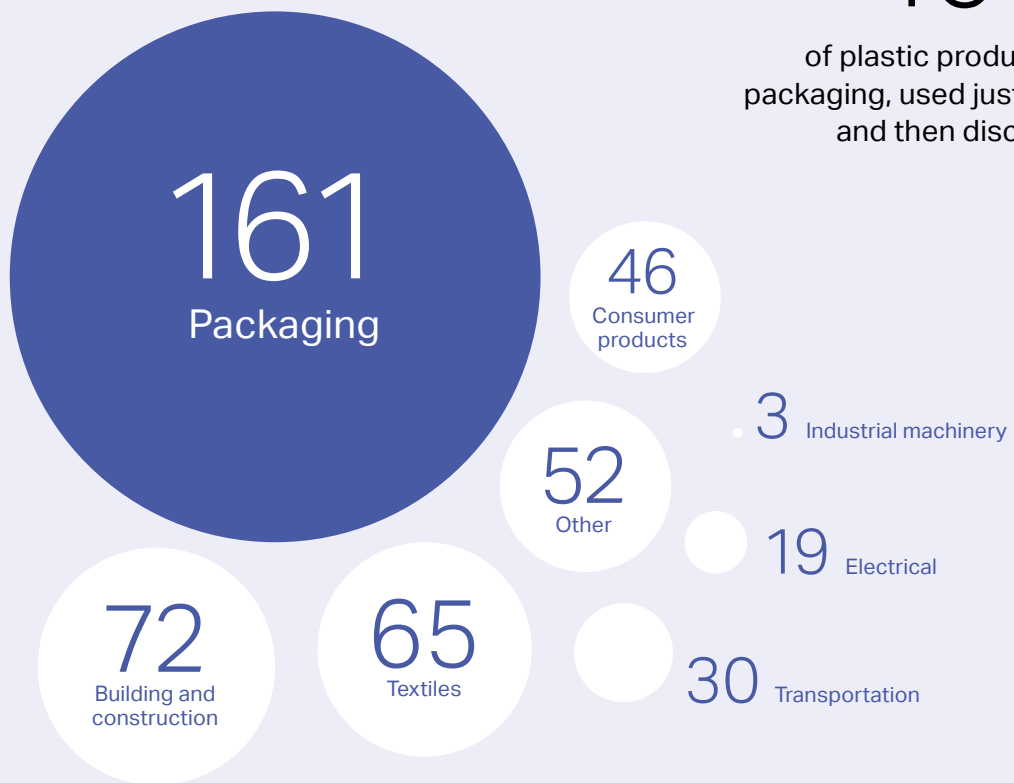 of plastic produ
packaging, used just
and then disc
161
Packaging
46
Consumer
products
3 Industrial machinery
52
Other
19 Electrical
72
Building and
construction
65
Textiles
30 Transportation